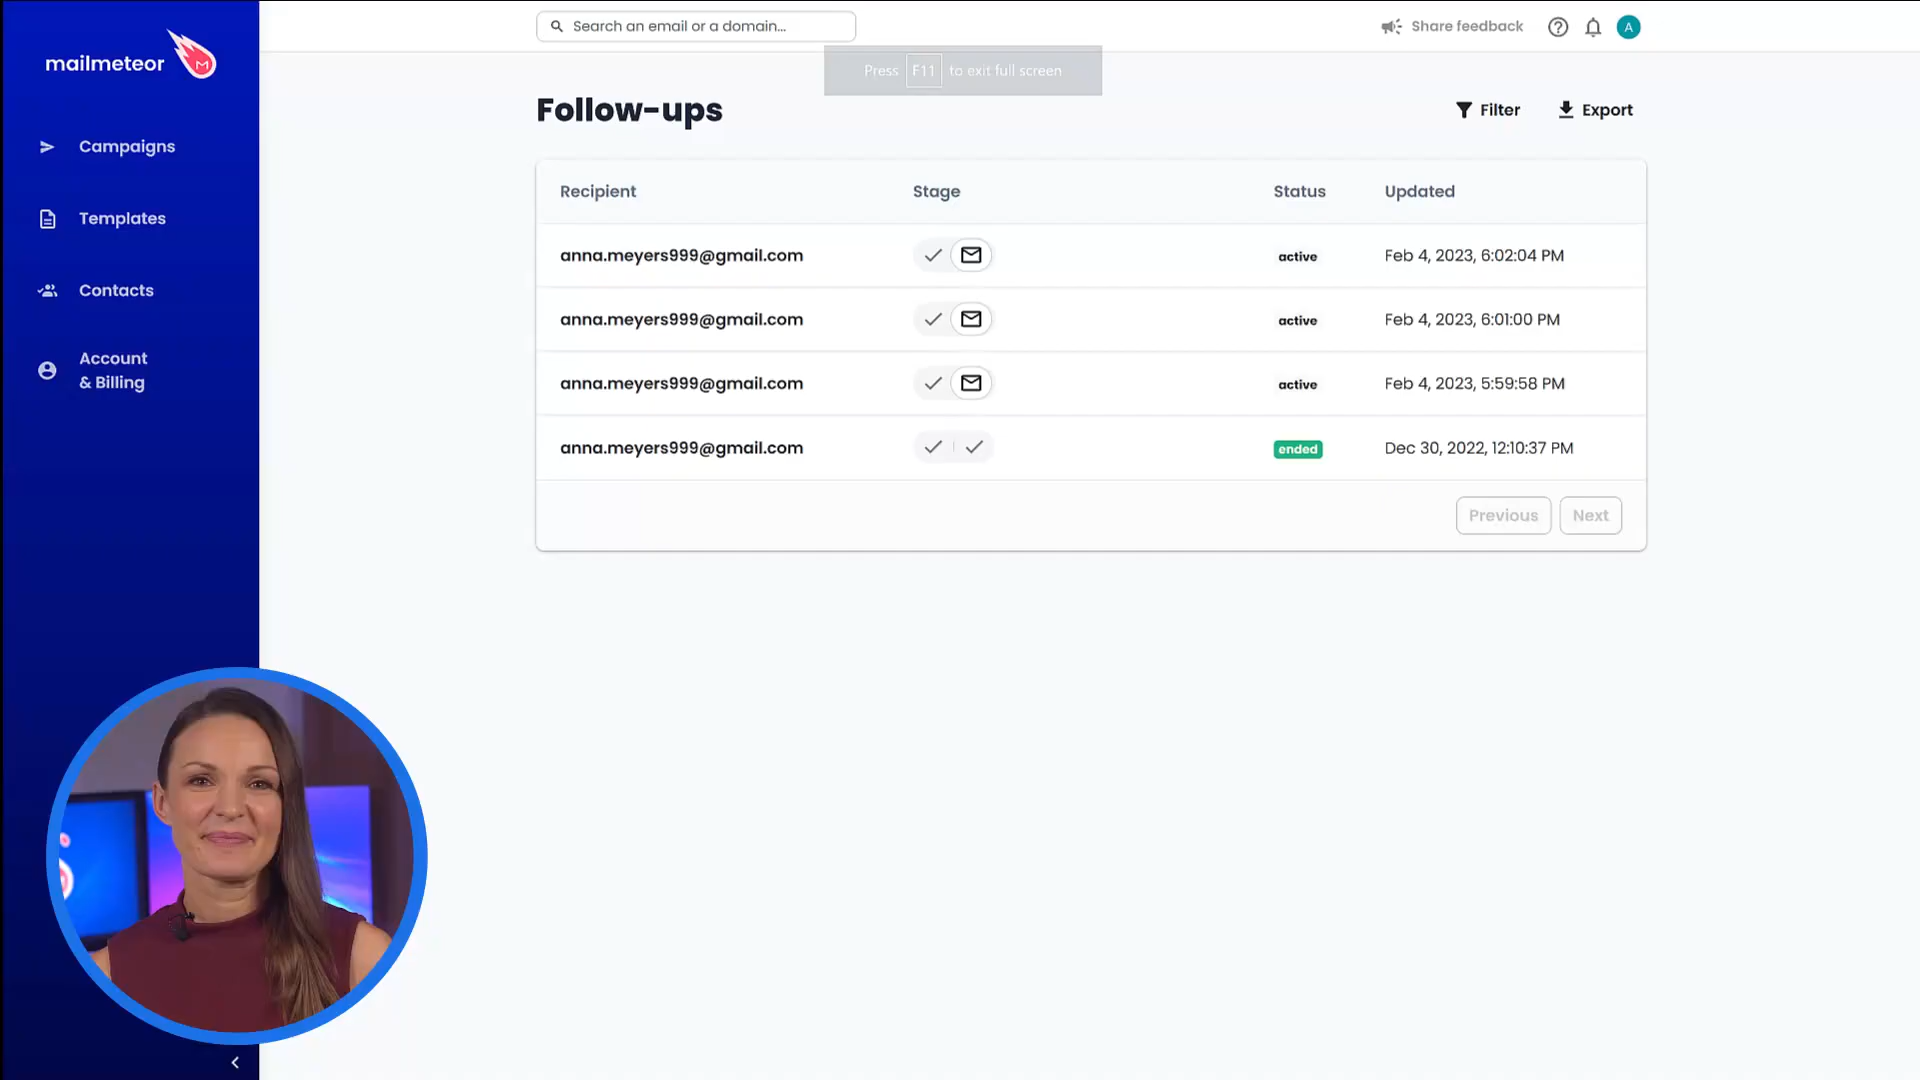 mailmeteor
Search an email or a domain...
Share feedback
A
Press F11 to exit full screen
Campaigns
Templates
Contacts
Account
& Billing
Follow-ups
Filter
Export
Recipient Stage Status Updated
anna.meyers999@gmail.com active Feb 4, 2023, 6:02:04 PM
anna.meyers999@gmail.com active Feb 4, 2023, 6:01:00 PM
anna.meyers999@gmail.com active Feb 4, 2023, 5:59:58 PM
anna.meyers999@gmail.com ended Dec 30, 2022, 12:10:37 PM
Previous Next